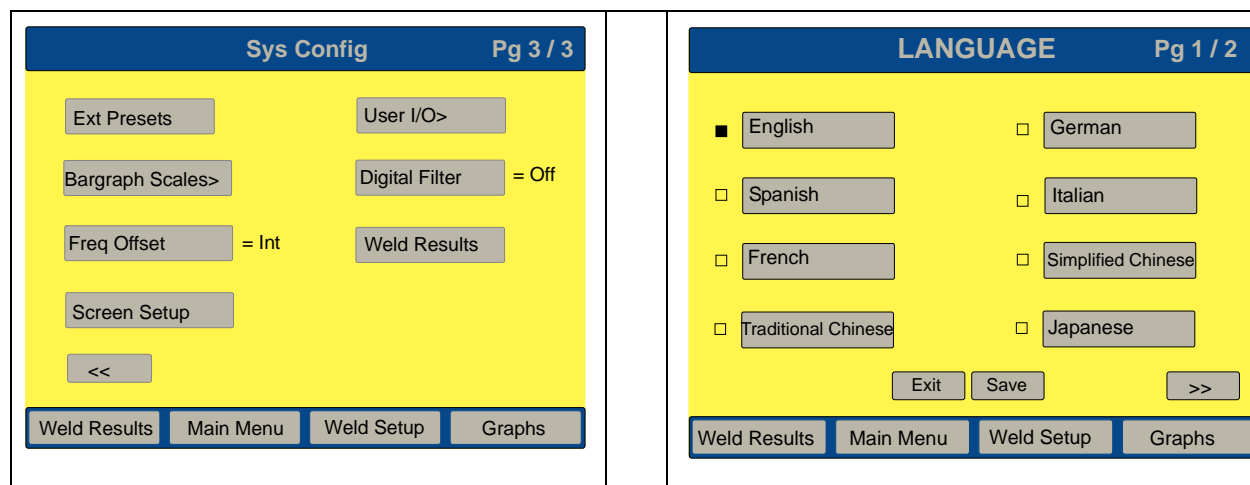 Sys Config Pg 3 / 3
Ext Presets
User I/O>
Bargraph Scales>
Digital Filter = Off
Freq Offset = Int
Weld Results
Screen Setup
<<
Weld Results Main Menu Weld Setup Graphs
LANGUAGE Pg 1 / 2
English
German
Spanish
Italian
French
Simplified Chinese
Traditional Chinese
Japanese
Exit Save >>
Weld Results Main Menu Weld Setup Graphs